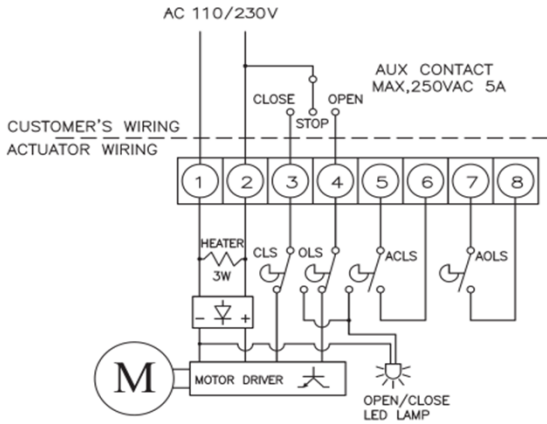 AC 110/230V
AUX CONTACT
MAX,250VAC 5A
CLOSE
OPEN
STOP
CUSTOMER'S WIRING
ACTUATOR WIRING
1 2 3 4 5 6 7 8
HEATER
3W
CLS
OLS
ACLS
AOLS
- +
M
MOTOR DRIVER
OPEN/CLOSE
LED LAMP